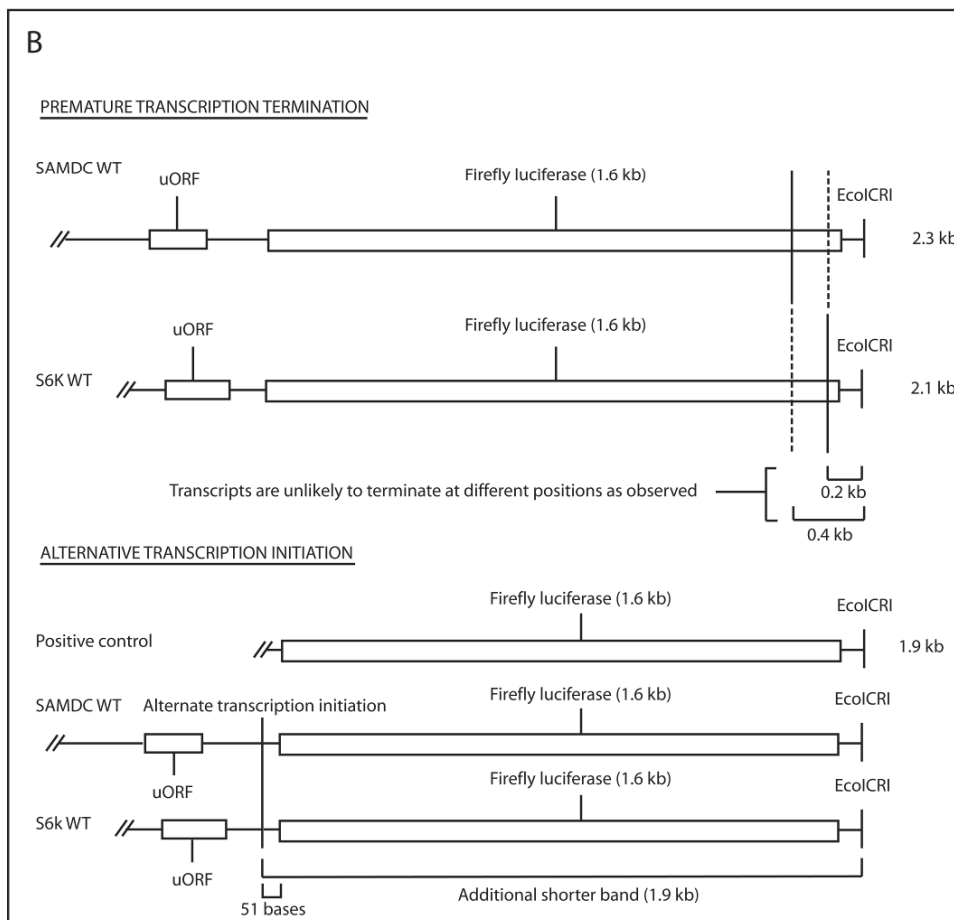 B
PREMATURE TRANSCRIPTION TERMINATION
SAMDC WT
uORF
Firefly luciferase (1.6 kb)
EcoICRI
2.3 kb
uORF
Firefly luciferase (1.6 kb)
EcoICRI
S6K WT
2.1 kb
Transcripts are unlikely to terminate at different positions as observed
0.2 kb
0.4 kb
ALTERNATIVE TRANSCRIPTION INITIATION
Firefly luciferase (1.6 kb)
EcoICRI
Positive control
1.9 kb
SAMDC WT
Alternate transcription initiation
Firefly luciferase (1.6 kb)
EcoICRI
uORF
Firefly luciferase (1.6 kb)
EcoICRI
S6k WT
uORF
Additional shorter band (1.9 kb)
51 bases